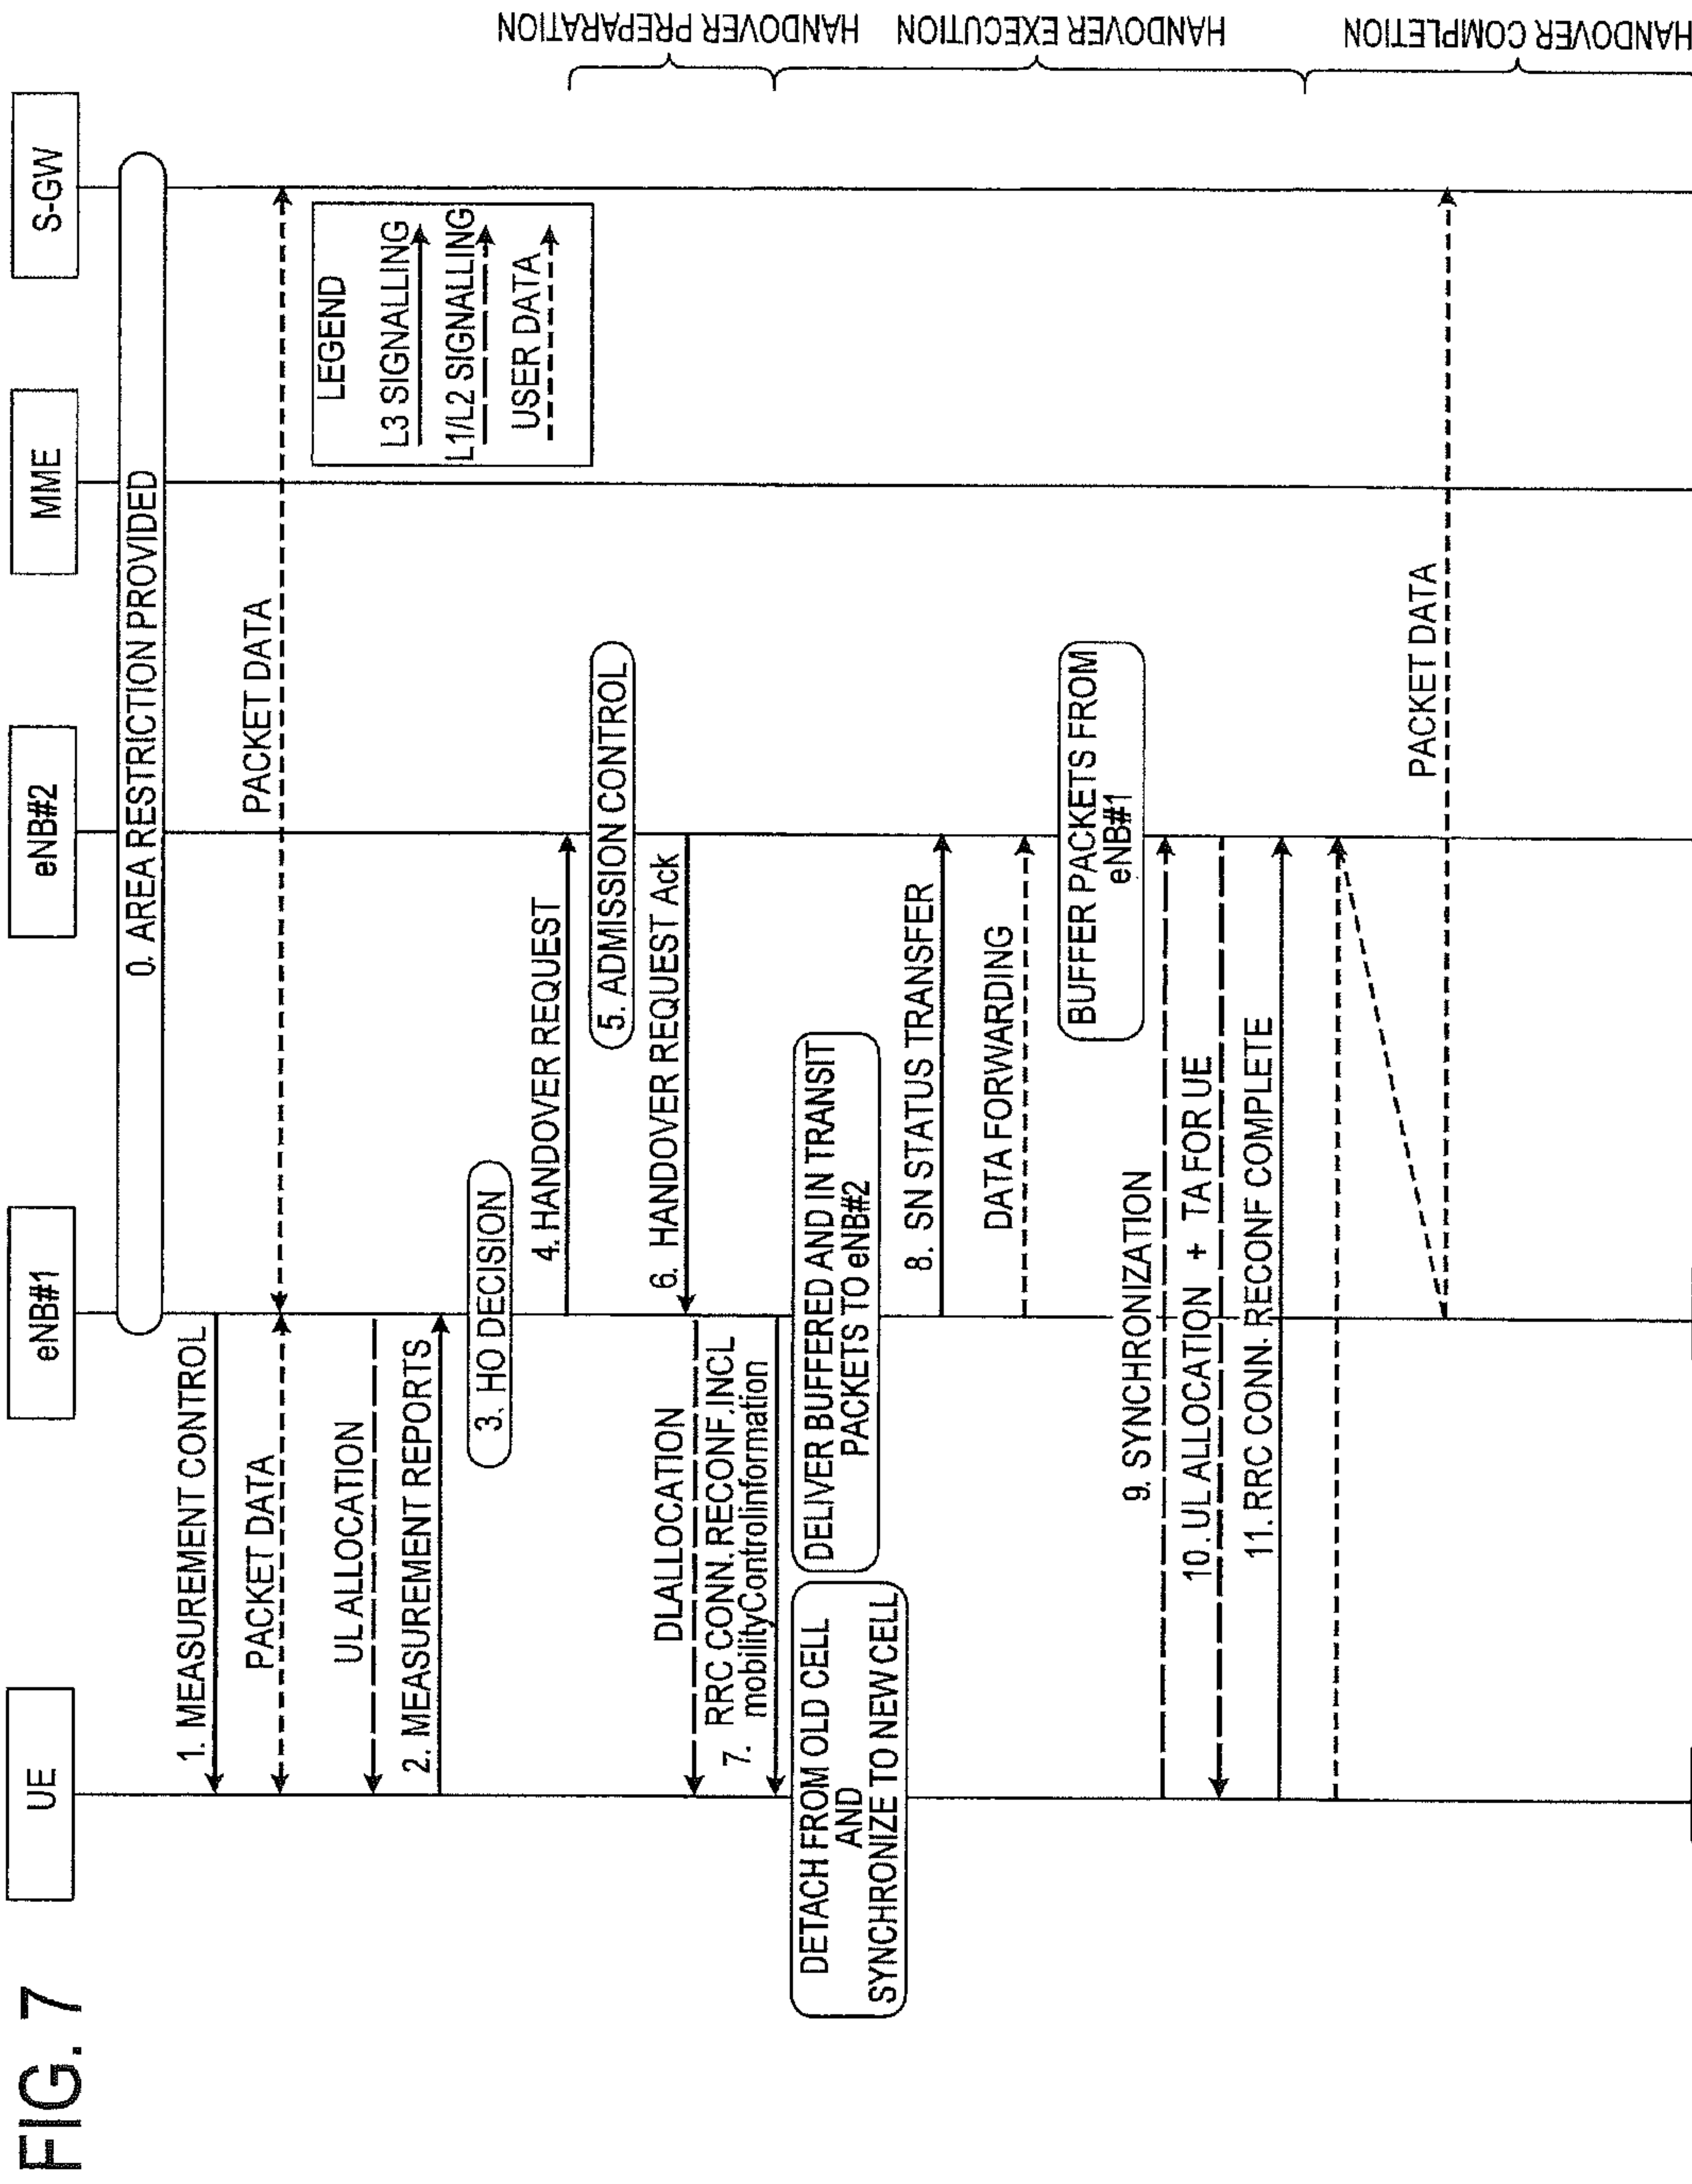 FIG. 7
UE
eNB#1
eNB#2
MME
S-GW
0. AREA RESTRICTION PROVIDED
1. MEASUREMENT CONTROL
PACKET DATA
PACKET DATA
UL ALLOCATION
2. MEASUREMENT REPORTS
LEGEND
L3 SIGNALLING
L1/L2 SIGNALLING
USER DATA
3. HO DECISION
4. HANDOVER REQUEST
5. ADMISSION CONTROL
6. HANDOVER REQUEST Ack
DLALLOCATION
7. RRC CONN. RECONF.INCL
mobilityControlinformation
HANDOVER PREPARATION
DETACH FROM OLD CELL
AND
SYNCHRONIZE TO NEW CELL
DELIVER BUFFERED AND IN TRANSIT
PACKETS TO eNB#2
8. SN STATUS TRANSFER
DATA FORWARDING
BUFFER PACKETS FROM
eNB#1
9. SYNCHRONIZATION
10. UL ALLOCATION + TA FOR UE
11. RRC CONN. RECONF COMPLETE
HANDOVER EXECUTION
PACKET DATA
HANDOVER COMPLETION